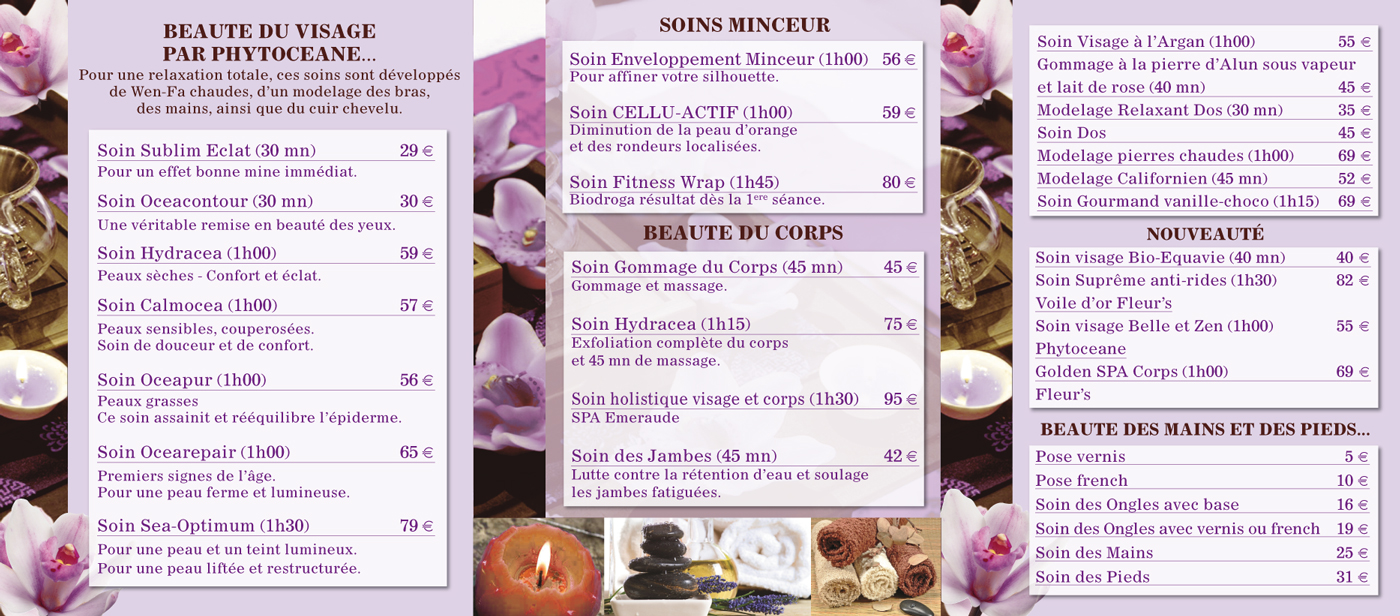 BEAUTE DU VISAGE
PAR PHYTOCEANE...
Pour une relaxation totale, ces soins sont développés
de Wen-Fa chaudes, d'un modelage des bras,
des mains, ainsi que du cuir chevelu.
Soin Sublim Eclat (30 mn) 29 €
Pour un effet bonne mine immédiat.
Soin Oceacontour (30 mn) 30 €
Une véritable remise en beauté des yeux.
Soin Hydracea (1h00) 59 €
Peaux sèches - Confort et éclat.
Soin Calmocea (1h00) 57 €
Peaux sensibles, couperosées.
Soin de douceur et de confort.
Soin Oceapur (1h00) 56 €
Peaux grasses
Ce soin assainit et rééquilibre l'épiderme.
Soin Ocearepair (1h00) 65 €
Premiers signes de l'âge.
Pour une peau ferme et lumineuse.
Soin Sea-Optimum (1h30) 79 €
Pour une peau et un teint lumineux.
Pour une peau liftée et restructurée.
SOINS MINCEUR
Soin Enveloppement Minceur (1h00) 56 €
Pour affiner votre silhouette.
Soin CELLU-ACTIF (1h00) 59 €
Diminution de la peau d'orange
et des rondeurs localisées.
Soin Fitness Wrap (1h45) 80 €
Biodroga résultat dès la 1ere séance.
BEAUTE DU CORPS
Soin Gommage du Corps (45 mn) 45 €
Gommage et massage.
Soin Hydracea (1h15) 75 €
Exfoliation complète du corps
et 45 mn de massage.
Soin holistique visage et corps (1h30) 95 €
SPA Emeraude
Soin des Jambes (45 mn) 42 €
Lutte contre la rétention d'eau et soulage
les jambes fatiguées.
Soin Visage à l'Argan (1h00) 55 €
Gommage à la pierre d'Alun sous vapeur
et lait de rose (40 mn) 45 €
Modelage Relaxant Dos (30 mn) 35 €
Soin Dos 45 €
Modelage pierres chaudes (1h00) 69 €
Modelage Californien (45 mn) 52 €
Soin Gourmand vanille-choco (1h15) 69 €
NOUVEAUTÉ
Soin visage Bio-Equavie (40 mn) 40 €
Soin Suprême anti-rides (1h30) 82 €
Voile d'or Fleur's
Soin visage Belle et Zen (1h00) 55 €
Phytoceane
Golden SPA Corps (1h00) 69 €
Fleur's
BEAUTE DES MAINS ET DES PIEDS...
Pose vernis 5 €
Pose french 10 €
Soin des Ongles avec base 16 €
Soin des Ongles avec vernis ou french 19 €
Soin des Mains 25 €
Soin des Pieds 31 €